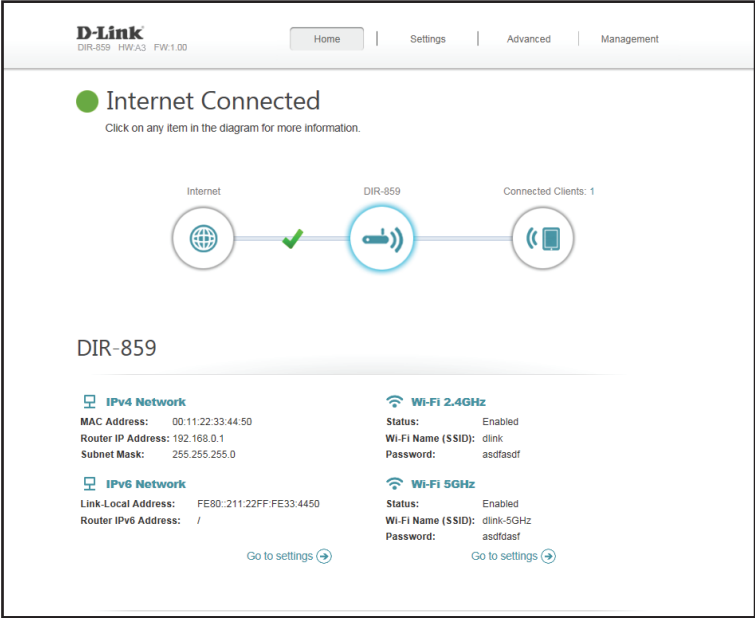 D-Link
DIR-859 HW:A3 FW:1.00
Home
Settings
Advanced
Management
Internet Connected
Click on any item in the diagram for more information.
Internet
DIR-859
Connected Clients: 1
DIR-859
IPv4 Network
MAC Address: 00:11:22:33:44:50
Router IP Address: 192.168.0.1
Subnet Mask: 255.255.255.0
IPv6 Network
Link-Local Address: FE80::211:22FF:FE33:4450
Router IPv6 Address: /
Go to settings
Wi-Fi 2.4GHz
Status: Enabled
Wi-Fi Name (SSID): dlink
Password: asdfasdf
Wi-Fi 5GHz
Status: Enabled
Wi-Fi Name (SSID): dlink-5GHz
Password: asdfdasf
Go to settings